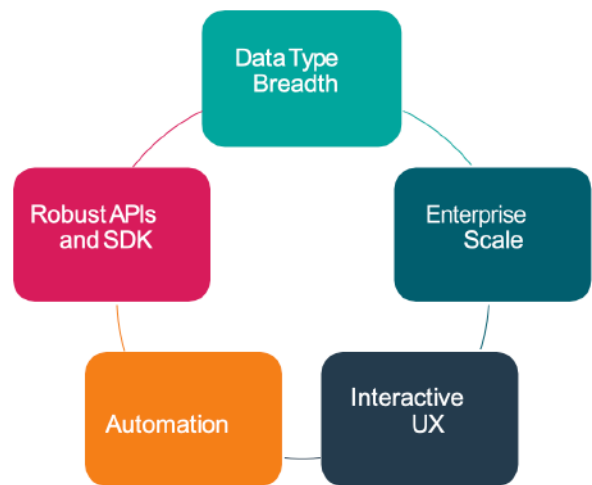 Data Type
Breadth
Enterprise
Scale
Interactive
UX
Automation
Robust APIs
and SDK